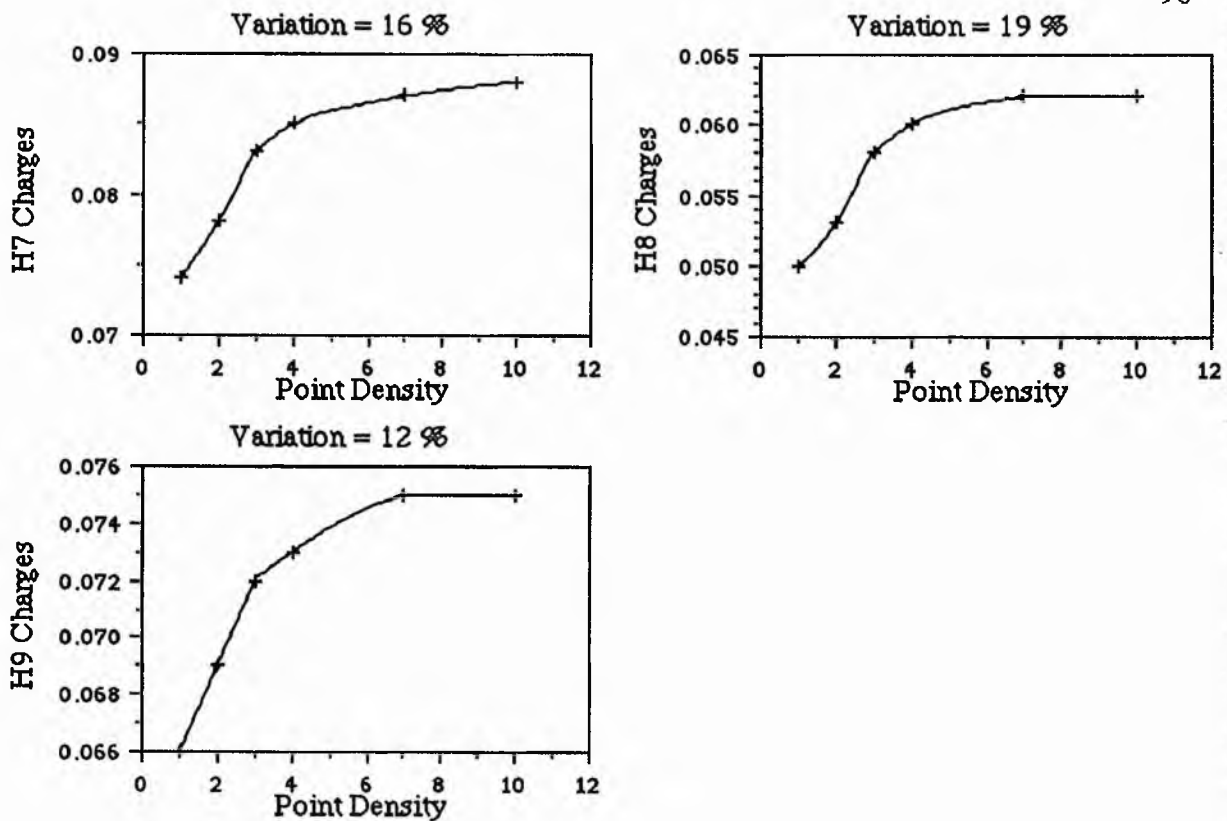 Variation = 16 %
0.09
0.08
0.07
H7 Charges
0 2 4 6 8 10 12
Point Density
Variation = 19 %
0.065
0.060
0.055
0.050
0.045
H8 Charges
0 2 4 6 8 10 12
Point Density
Variation = 12 %
0.076
0.074
0.072
0.070
0.068
0.066
H9 Charges
0 2 4 6 8 10 12
Point Density